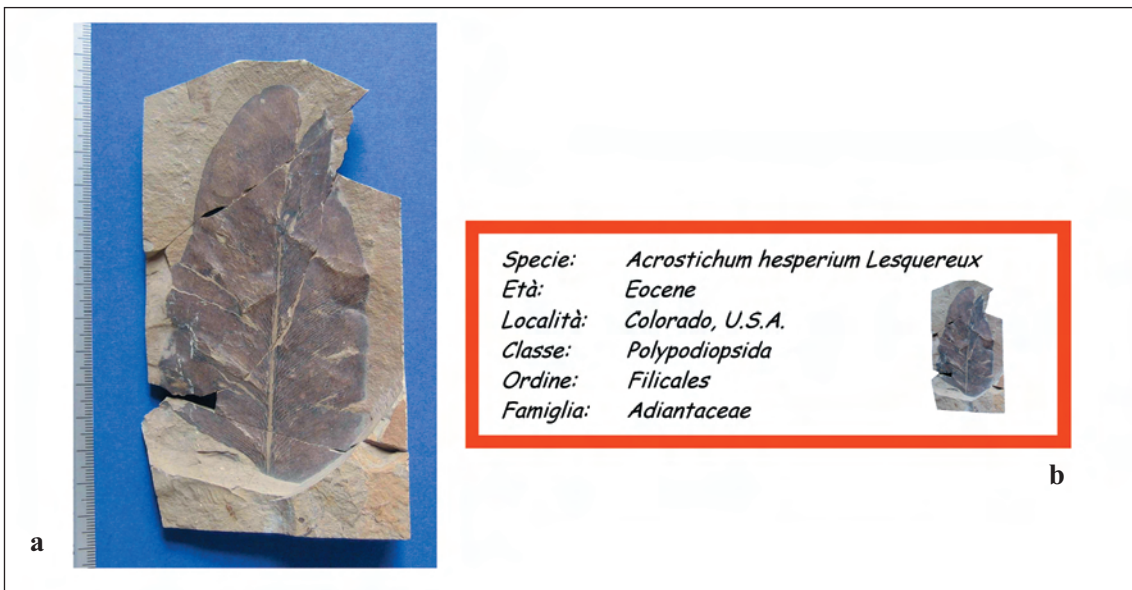 Specie: Acrostichum hesperium Lesquereux
Età: Eocene
Località: Colorado, U.S.A.
Classe: Polypodiopsida
Ordine: Filicales
Famiglia: Adiantaceae
b
a